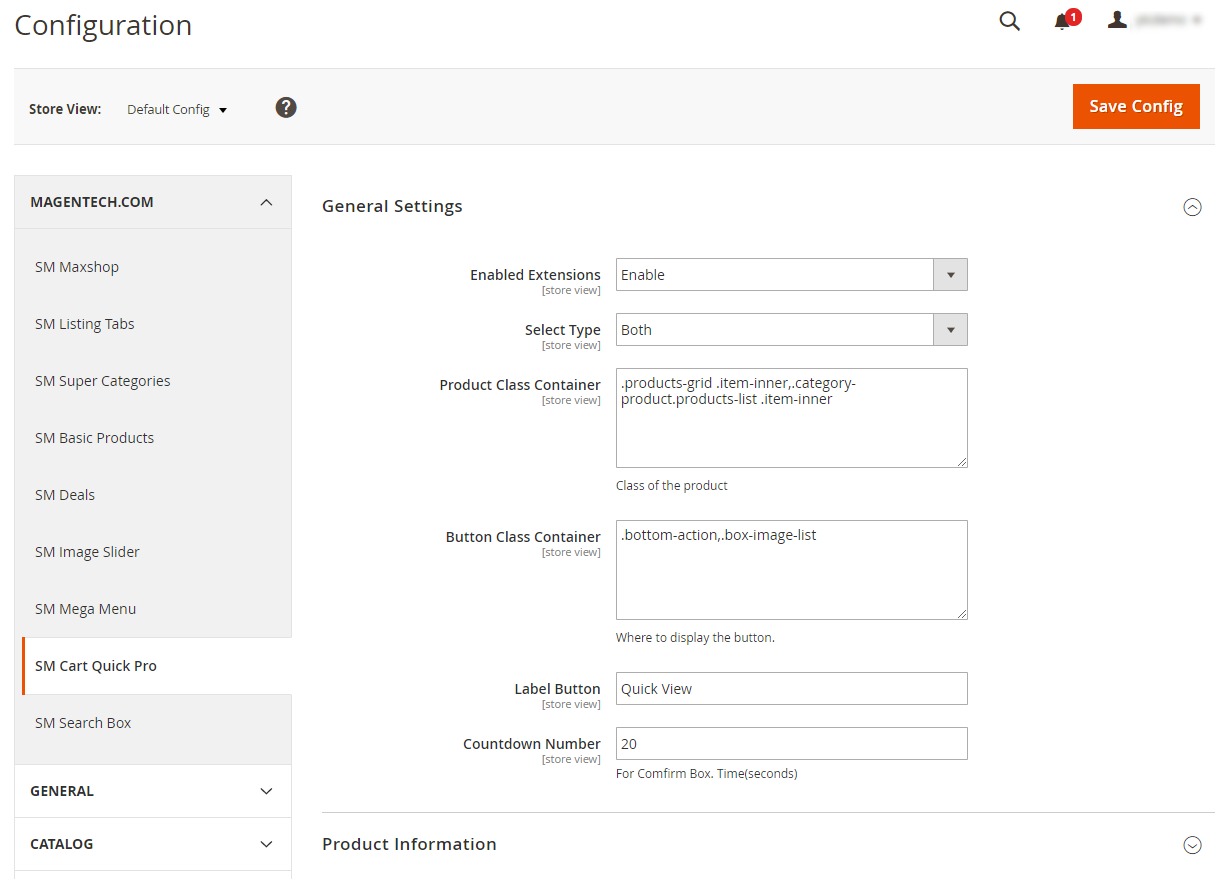 Configuration
1
Store View: Default Config ?
Save Config
MAGENTECH.COM
SM Maxshop
SM Listing Tabs
SM Super Categories
SM Basic Products
SM Deals
SM Image Slider
SM Mega Menu
SM Cart Quick Pro
SM Search Box
GENERAL
CATALOG
General Settings
Enabled Extensions Enable
[store view]
Select Type Both
[store view]
Product Class Container .products-grid .item-inner,.category-
[store view] product.products-list .item-inner
Class of the product
Button Class Container .bottom-action,.box-image-list
[store view]
Where to display the button.
Label Button Quick View
[store view]
Countdown Number 20
[store view]
For Comfirm Box. Time(seconds)
Product Information